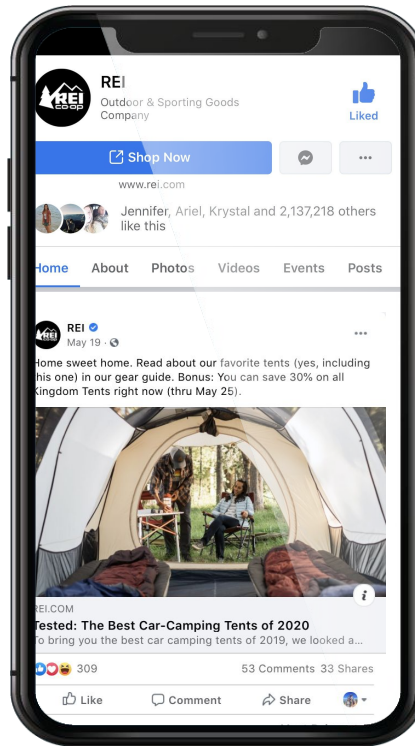 REI
CO·OP
REI
Outdoor & Sporting Goods
Company
Liked
Shop Now
www.rei.com
Jennifer, Ariel, Krystal and 2,137,218 others
like this
Home About Photos Videos Events Posts
REI
May 19 ·
Home sweet home. Read about our favorite tents (yes, including
this one) in our gear guide. Bonus: You can save 30% on all
Kingdom Tents right now (thru May 25).
REI.COM
Tested: The Best Car-Camping Tents of 2020
To bring you the best car camping tents of 2019, we looked a...
309 53 Comments 33 Shares
Like Comment Share